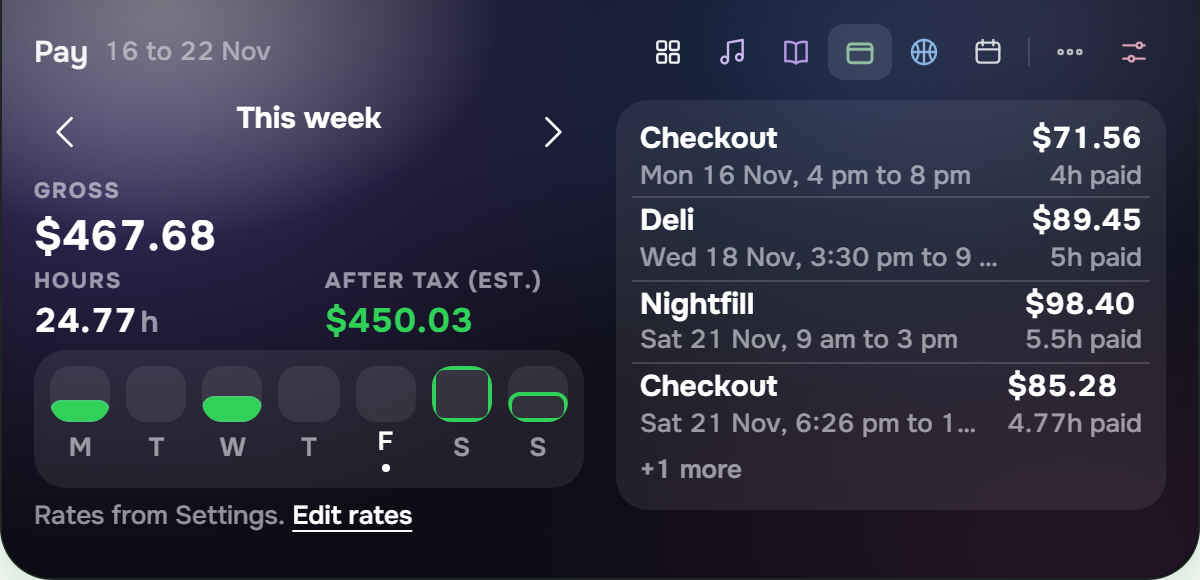 Pay 16 to 22 Nov
This week
GROSS
$467.68
HOURS
24.77h
AFTER TAX (EST.)
$450.03
M T W T F S S
Rates from Settings. Edit rates
Checkout $71.56
Mon 16 Nov, 4 pm to 8 pm 4h paid
Deli $89.45
Wed 18 Nov, 3:30 pm to 9 ... 5h paid
Nightfill $98.40
Sat 21 Nov, 9 am to 3 pm 5.5h paid
Checkout $85.28
Sat 21 Nov, 6:26 pm to 1... 4.77h paid
+1 more